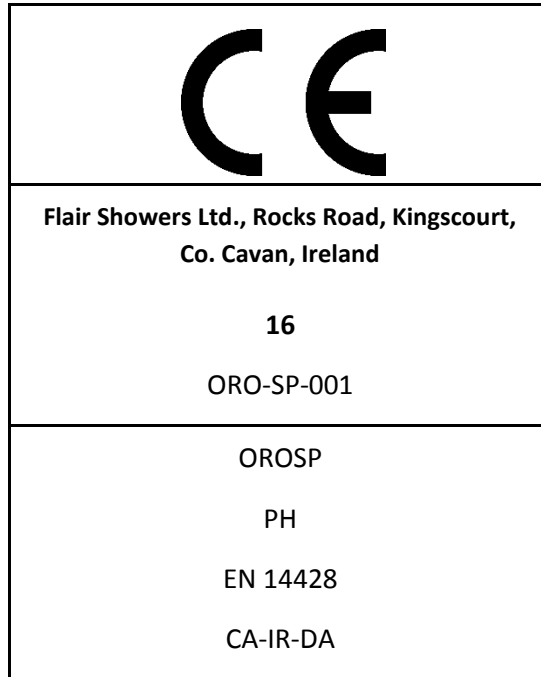 CE
Flair Showers Ltd., Rocks Road, Kingscourt,
Co. Cavan, Ireland
16
ORO-SP-001
OROSP
PH
EN 14428
CA-IR-DA